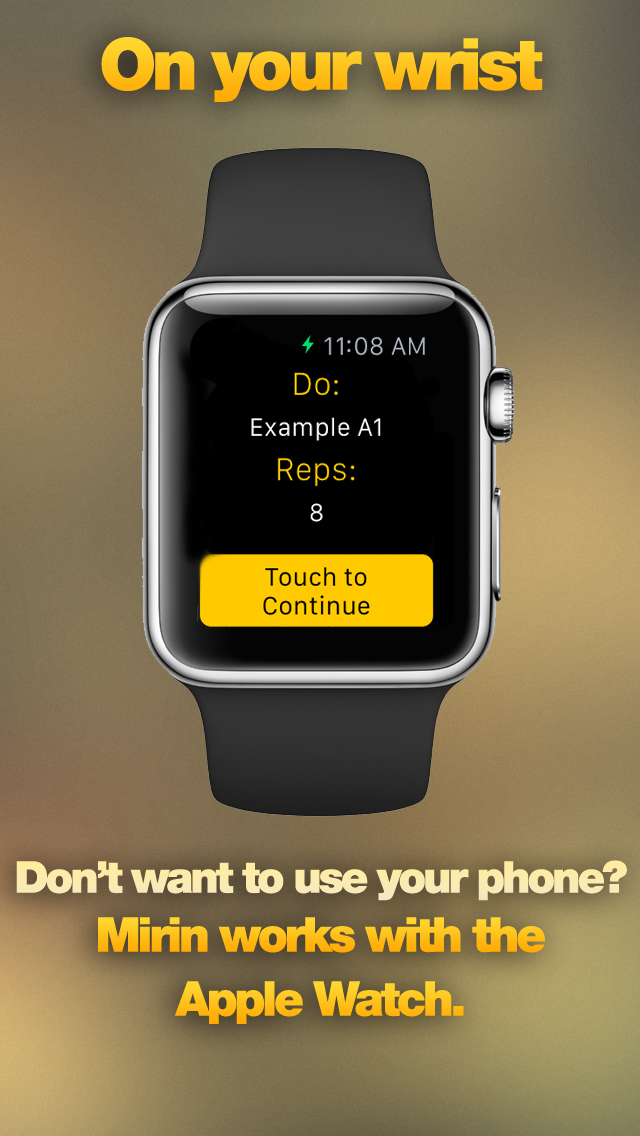 On your wrist
11:08 AM
Do:
Example A1
Reps:
8
Touch to
Continue
Don't want to use your phone?
Mirin works with the
Apple Watch.